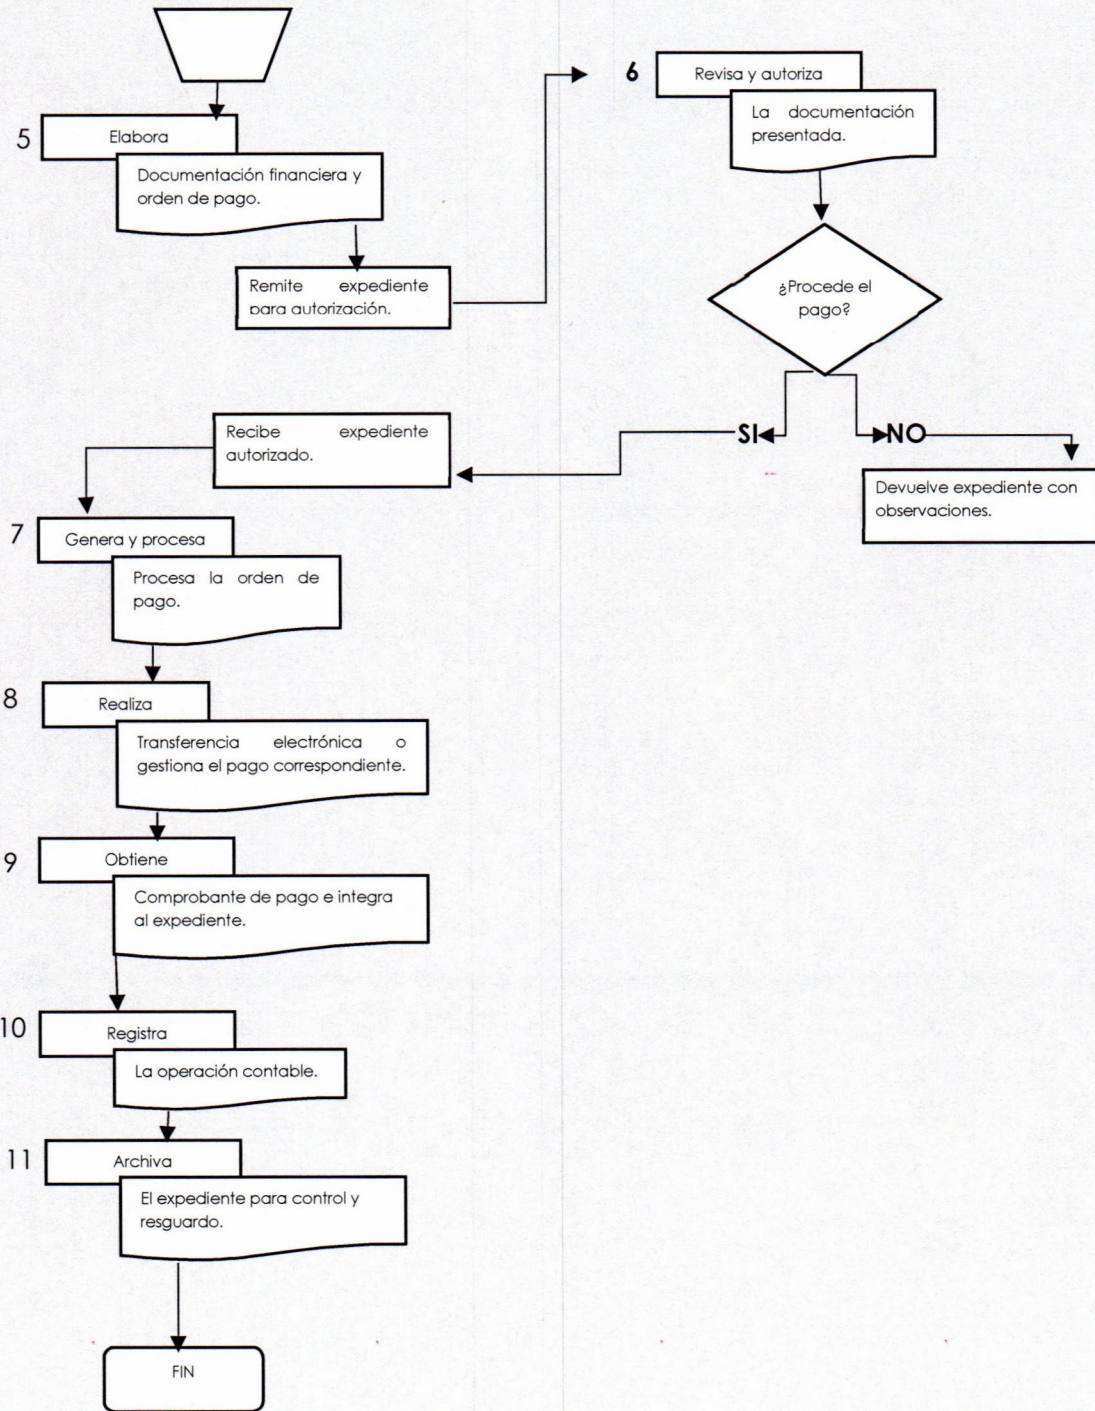 5
Elabora
Documentación financiera y
orden de pago.
Remite expediente
para autorización.
6
Revisa y autoriza
La documentación
presentada.
¿Procede el
pago?
SI
NO
Devuelve expediente con
observaciones.
Recibe expediente
autorizado.
7
Genera y procesa
Procesa la orden de
pago.
8
Realiza
Transferencia electrónica o
gestiona el pago correspondiente.
9
Obtiene
Comprobante de pago e integra
al expediente.
10
Registra
La operación contable.
11
Archiva
El expediente para control y
resguardo.
FIN